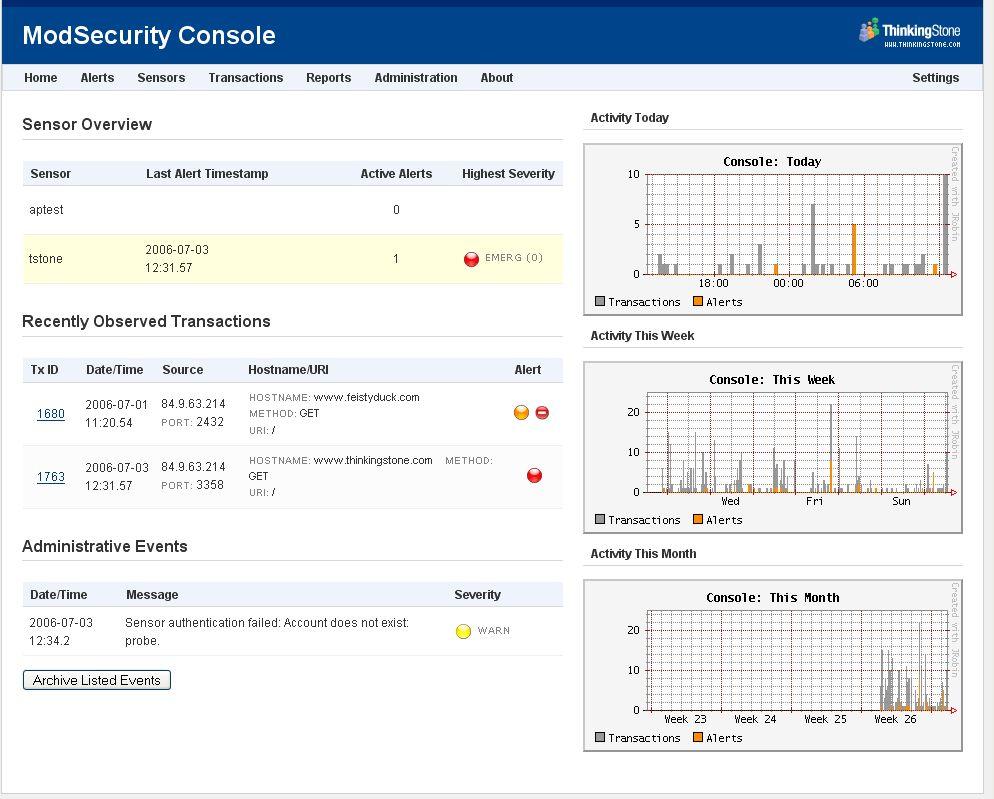 ModSecurity Console
ThinkingStone
WWW.THINKINGSTONE.COM
Home Alerts Sensors Transactions Reports Administration About Settings
Sensor Overview
Sensor Last Alert Timestamp Active Alerts Highest Severity
aptest 0
tstone 2006-07-03 12:31.57 1 EMERG (0)
Recently Observed Transactions
Tx ID Date/Time Source Hostname/URI Alert
1680 2006-07-01 11:20.54 84.9.63.214 PORT: 2432 HOSTNAME: www.feistyduck.com
METHOD: GET
URI: /
1763 2006-07-03 12:31.57 84.9.63.214 PORT: 3358 HOSTNAME: www.thinkingstone.com METHOD:
GET
URI: /
Administrative Events
Date/Time Message Severity
2006-07-03 12:34.2 Sensor authentication failed: Account does not exist:
probe. WARN
Archive Listed Events
Activity Today
Console: Today
10
5
0
18:00 00:00 06:00
Transactions Alerts
Created with JRobin
Activity This Week
Console: This Week
20
10
0
Wed Fri Sun
Transactions Alerts
Created with JRobin
Activity This Month
Console: This Month
20
10
0
Week 23 Week 24 Week 25 Week 26
Transactions Alerts
Created with JRobin